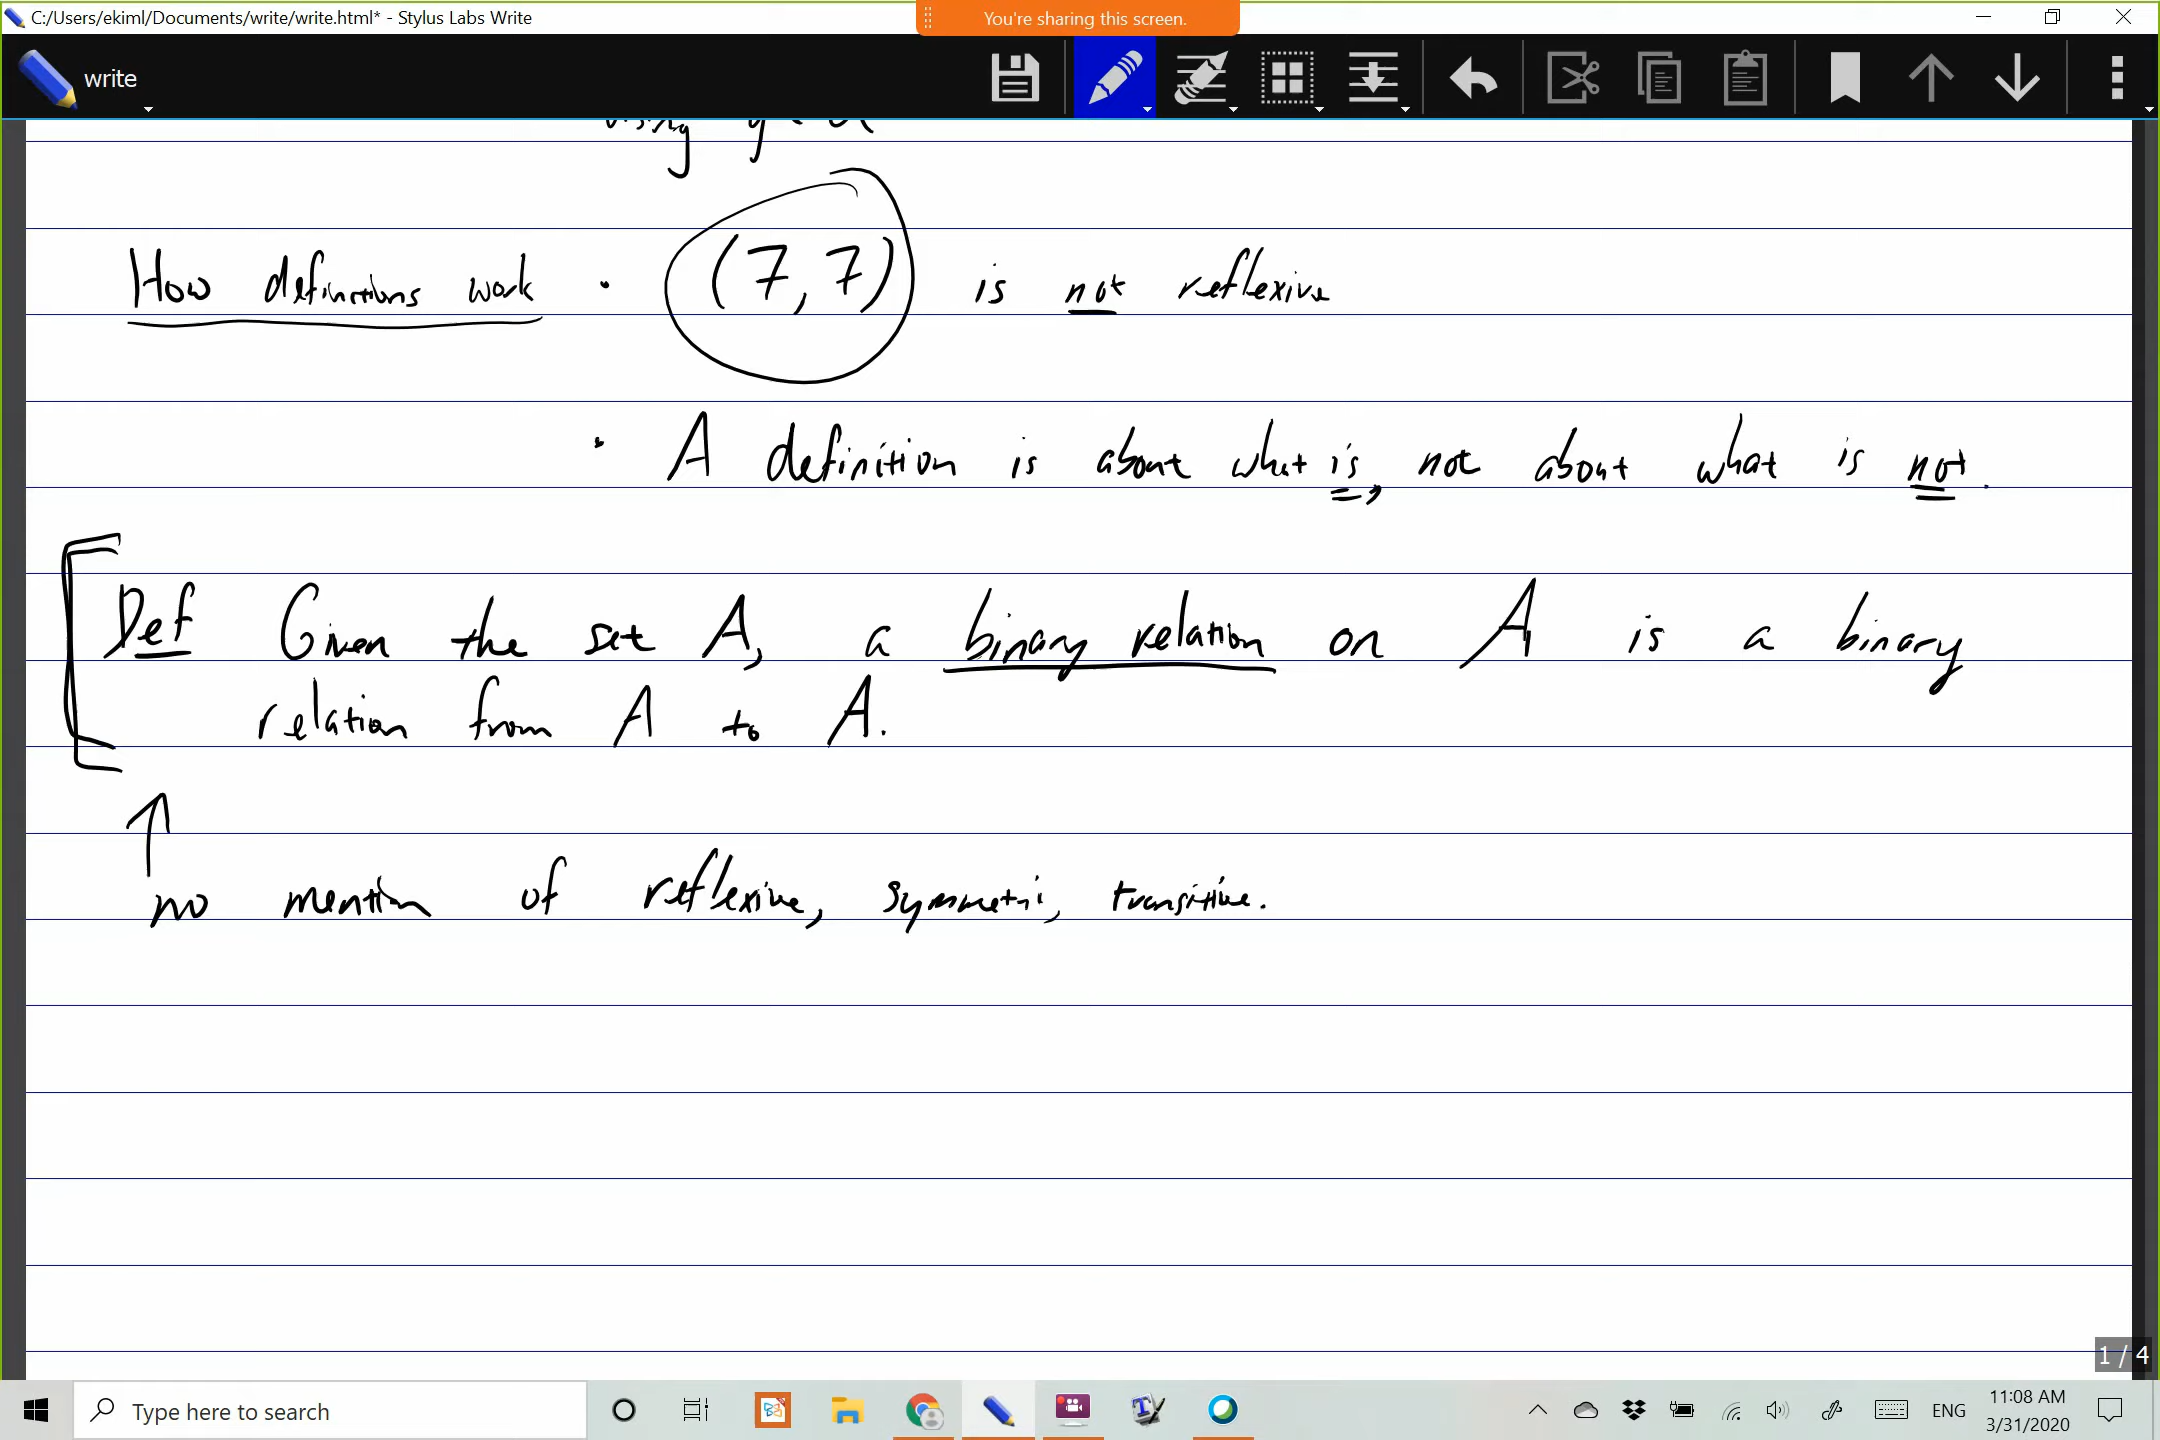 C:/Users/ekiml/Documents/write/write.html* - Stylus Labs Write
You're sharing this screen.
write
using
How definitions work • (7, 7) is not reflexive
• A definition is about what is, not about what is not.
Def Given the set A, a binary relation on A is a binary
relation from A to A.
↑
no mention of reflexive, symmetric, transitive.
1 / 4
Type here to search
ENG
11:08 AM
3/31/2020